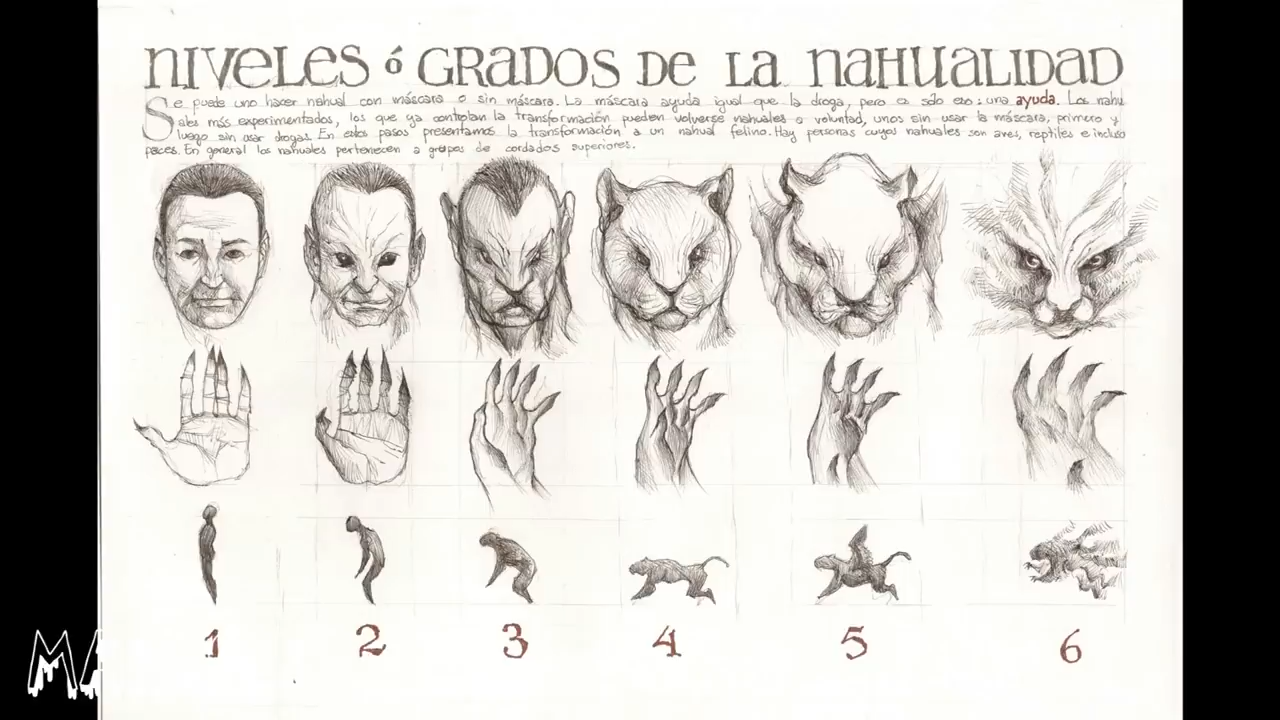 NIVELES ó GRADOS DE LA NAHUALIDAD
Se puede uno hacer nahual con máscara o sin máscara. La máscara ayuda igual que la droga, pero es sólo eso: una ayuda. Los nahu
ales más experimentados, los que ya controlan la transformación pueden volverse nahuales a voluntad, unos sin usar la máscara, primero y
luego sin usar drogas. En estos pasos presentamos la transformación a un nahual felino. Hay personas cuyos nahuales son aves, reptiles e incluso
peces. En general los nahuales pertenecen a grupos de cordados superiores.
1 2 3 4 5 6
MA